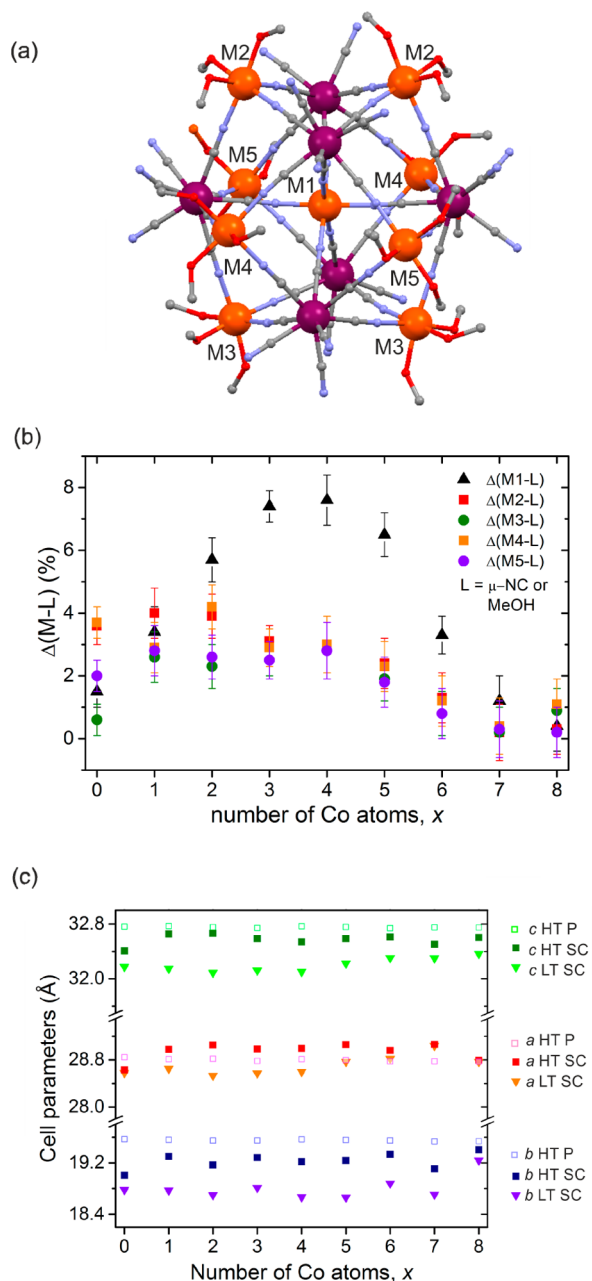 (a)
M2
M2
M5
M1
M4
M4
M5
M3
M3
(b)
Δ(M-L) (%)
8
6
4
2
0
Δ(M1-L)
Δ(M2-L)
Δ(M3-L)
Δ(M4-L)
Δ(M5-L)
L = μ-NC or
MeOH
0 1 2 3 4 5 6 7 8
number of Co atoms, x
(c)
Cell parameters (Å)
32.8
32.0
28.8
28.0
19.2
18.4
c HT P
c HT SC
c LT SC
a HT P
a HT SC
a LT SC
b HT P
b HT SC
b LT SC
0 1 2 3 4 5 6 7 8
Number of Co atoms, x